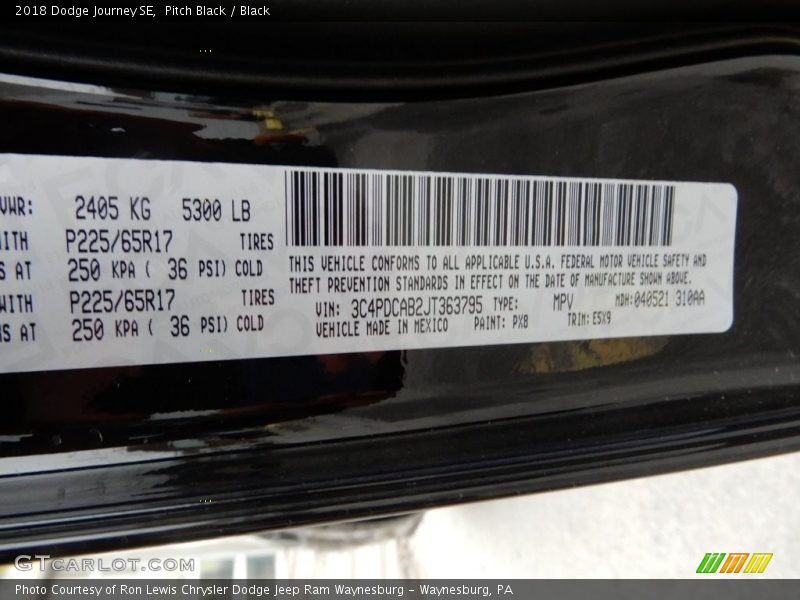 2018 Dodge Journey SE, Pitch Black / Black
VWR: 2405 KG 5300 LB
WITH P225/65R17 TIRES
S AT 250 KPA ( 36 PSI) COLD
WITH P225/65R17 TIRES
MS AT 250 KPA ( 36 PSI) COLD
THIS VEHICLE CONFORMS TO ALL APPLICABLE U.S.A. FEDERAL MOTOR VEHICLE SAFETY AND
THEFT PREVENTION STANDARDS IN EFFECT ON THE DATE OF MANUFACTURE SHOWN ABOVE.
VIN: 3C4PDCAB2JT363795 TYPE: MPV MDH: 040521 310AA
VEHICLE MADE IN MEXICO PAINT: PX8 TRIM: E5X9
GTCARLOT.COM
Photo Courtesy of Ron Lewis Chrysler Dodge Jeep Ram Waynesburg - Waynesburg, PA